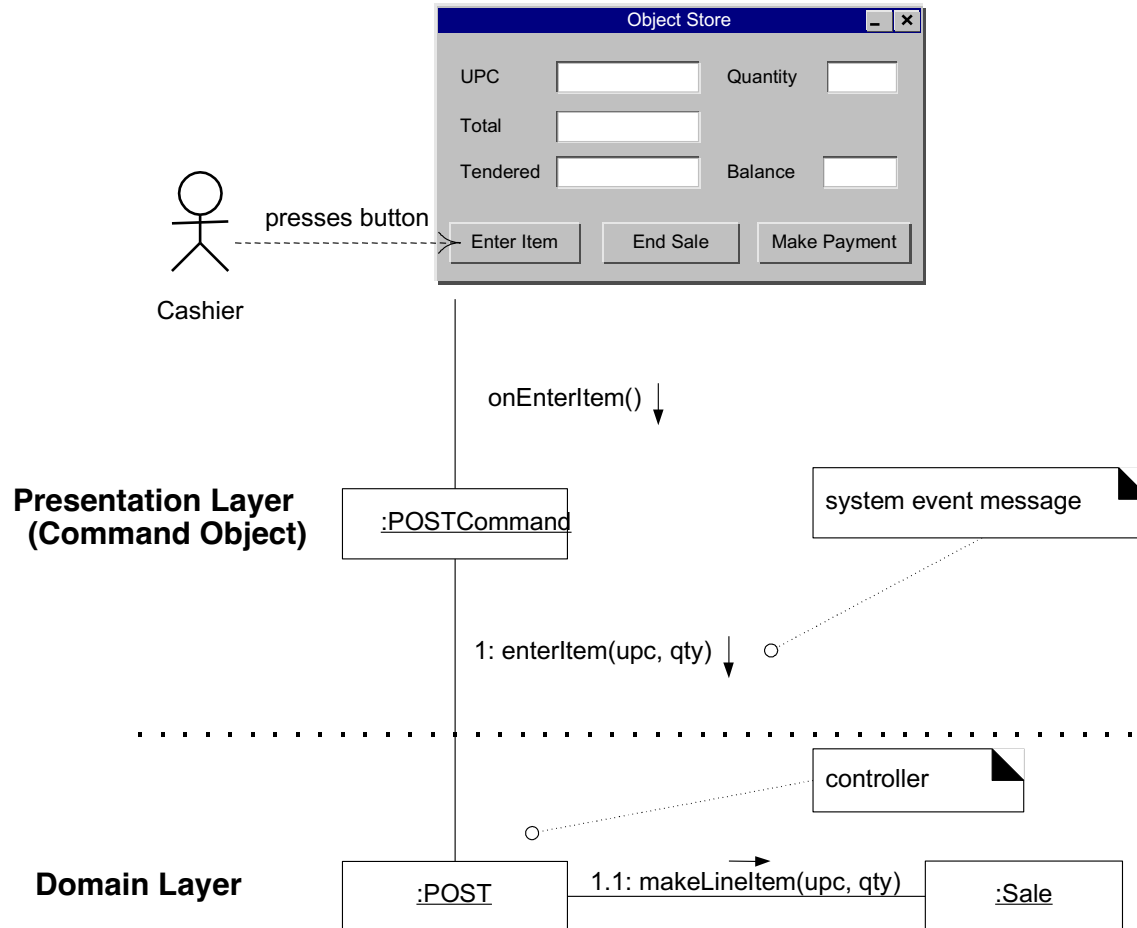 Object Store
UPC
Quantity
Total
Tendered
Balance
presses button
Enter Item
End Sale
Make Payment
Cashier
onEnterItem()
Presentation Layer
(Command Object)
:POSTCommand
system event message
1: enterItem(upc, qty)
controller
Domain Layer
:POST
1.1: makeLineItem(upc, qty)
:Sale